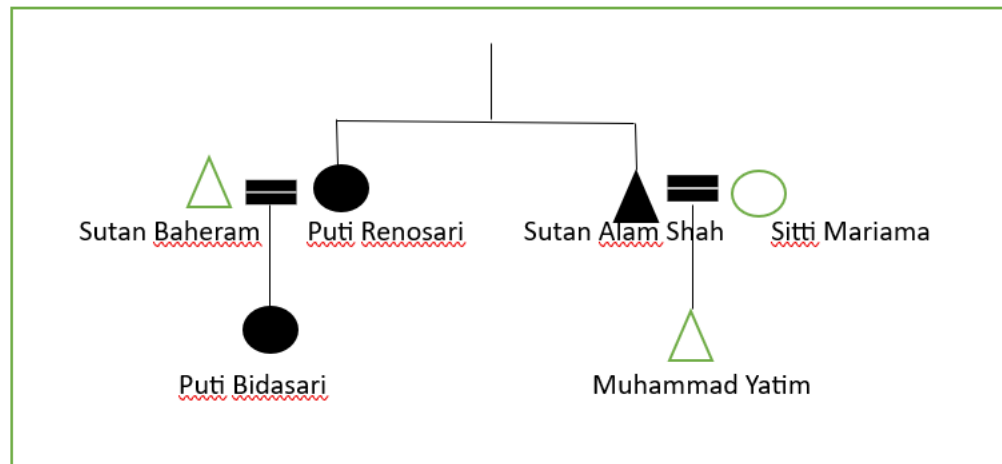 Sutan Baheram Puti Renosari Sutan Alam Shah Sitti Mariama
Puti Bidasari Muhammad Yatim